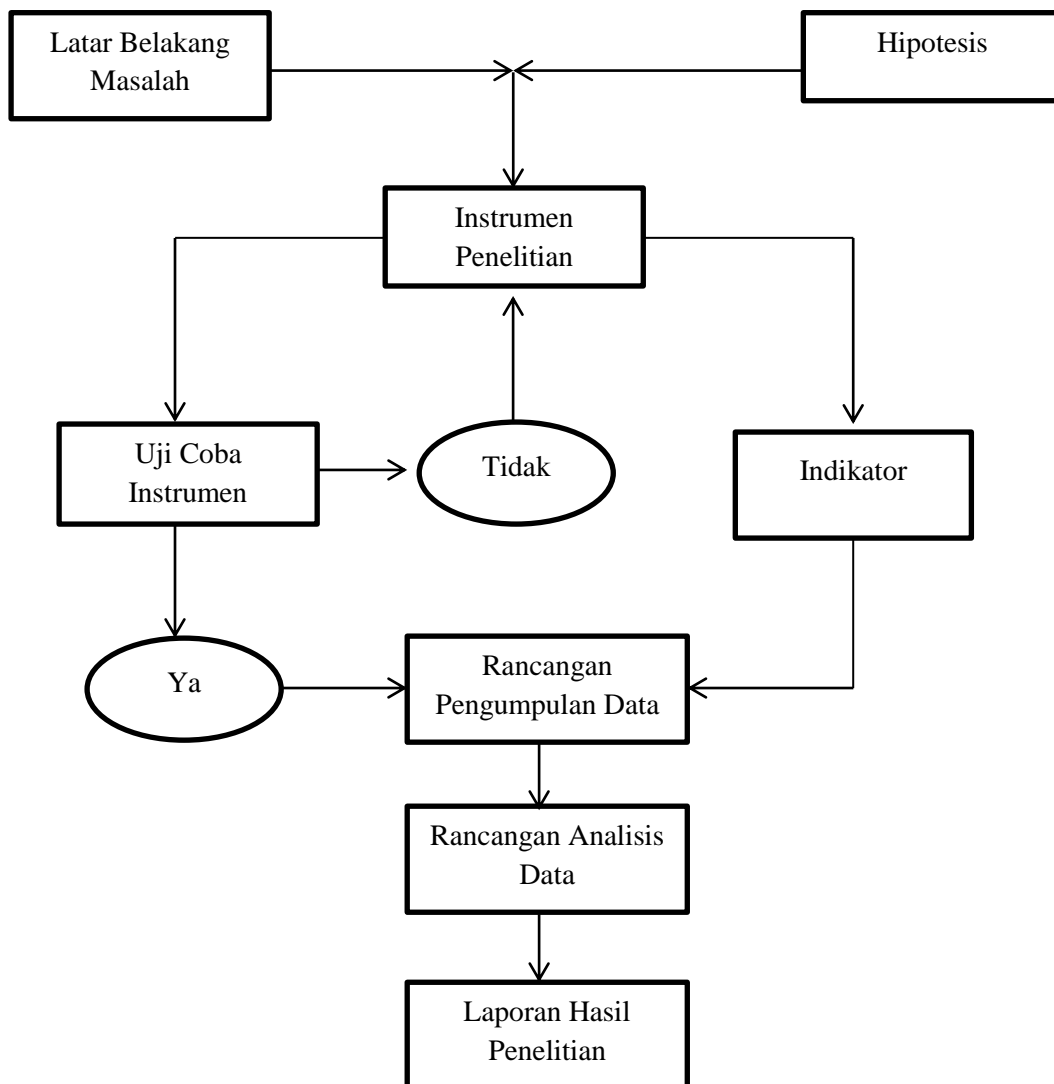 Latar Belakang
Masalah
Hipotesis
Instrumen
Penelitian
Uji Coba
Instrumen
Tidak
Indikator
Ya
Rancangan
Pengumpulan Data
Rancangan Analisis
Data
Laporan Hasil
Penelitian